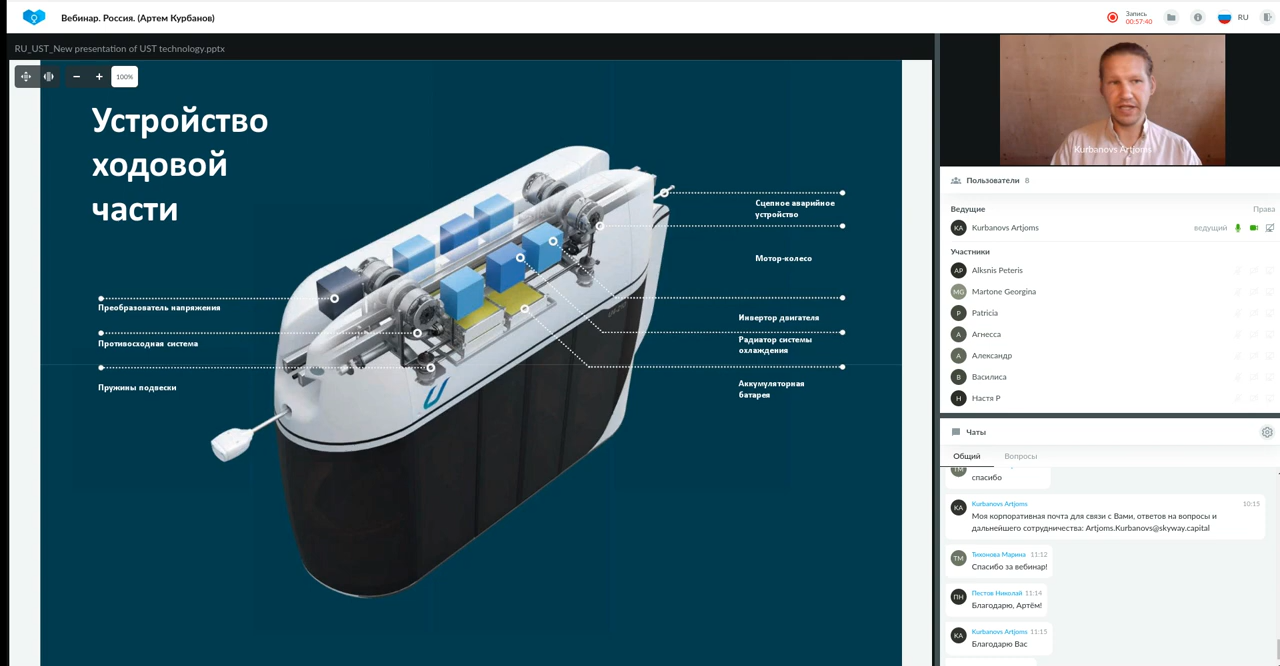 Вебинар. Россия. (Артем Курбанов)
Запись
00:57:40
RU
RU_UST_New presentation of UST technology.pptx
100%
Устройство
ходовой
части
Сцепное аварийное
устройство
Мотор-колесо
Преобразователь напряжения
Инвертор двигателя
Противосходная система
Радиатор системы
охлаждения
Пружины подвески
Аккумуляторная
батарея
Kurbanovs Artjoms
Пользователи 8
Ведущие Права
KA Kurbanovs Artjoms ведущий
Участники
AP Alksnis Peteris
MG Martone Georgina
P Patricia
А Агнесса
А Александр
В Василиса
Н Настя Р
Чаты
Общий Вопросы
ТМ
спасибо
KA Kurbanovs Artjoms 10:15
Моя корпоративная почта для связи с Вами, ответов на вопросы и
дальнейшего сотрудничества: Artjoms.Kurbanovs@skyway.capital
ТМ Тихонова Марина 11:12
Спасибо за вебинар!
ПН Пестов Николай 11:14
Благодарю, Артём!
KA Kurbanovs Artjoms 11:15
Благодарю Вас